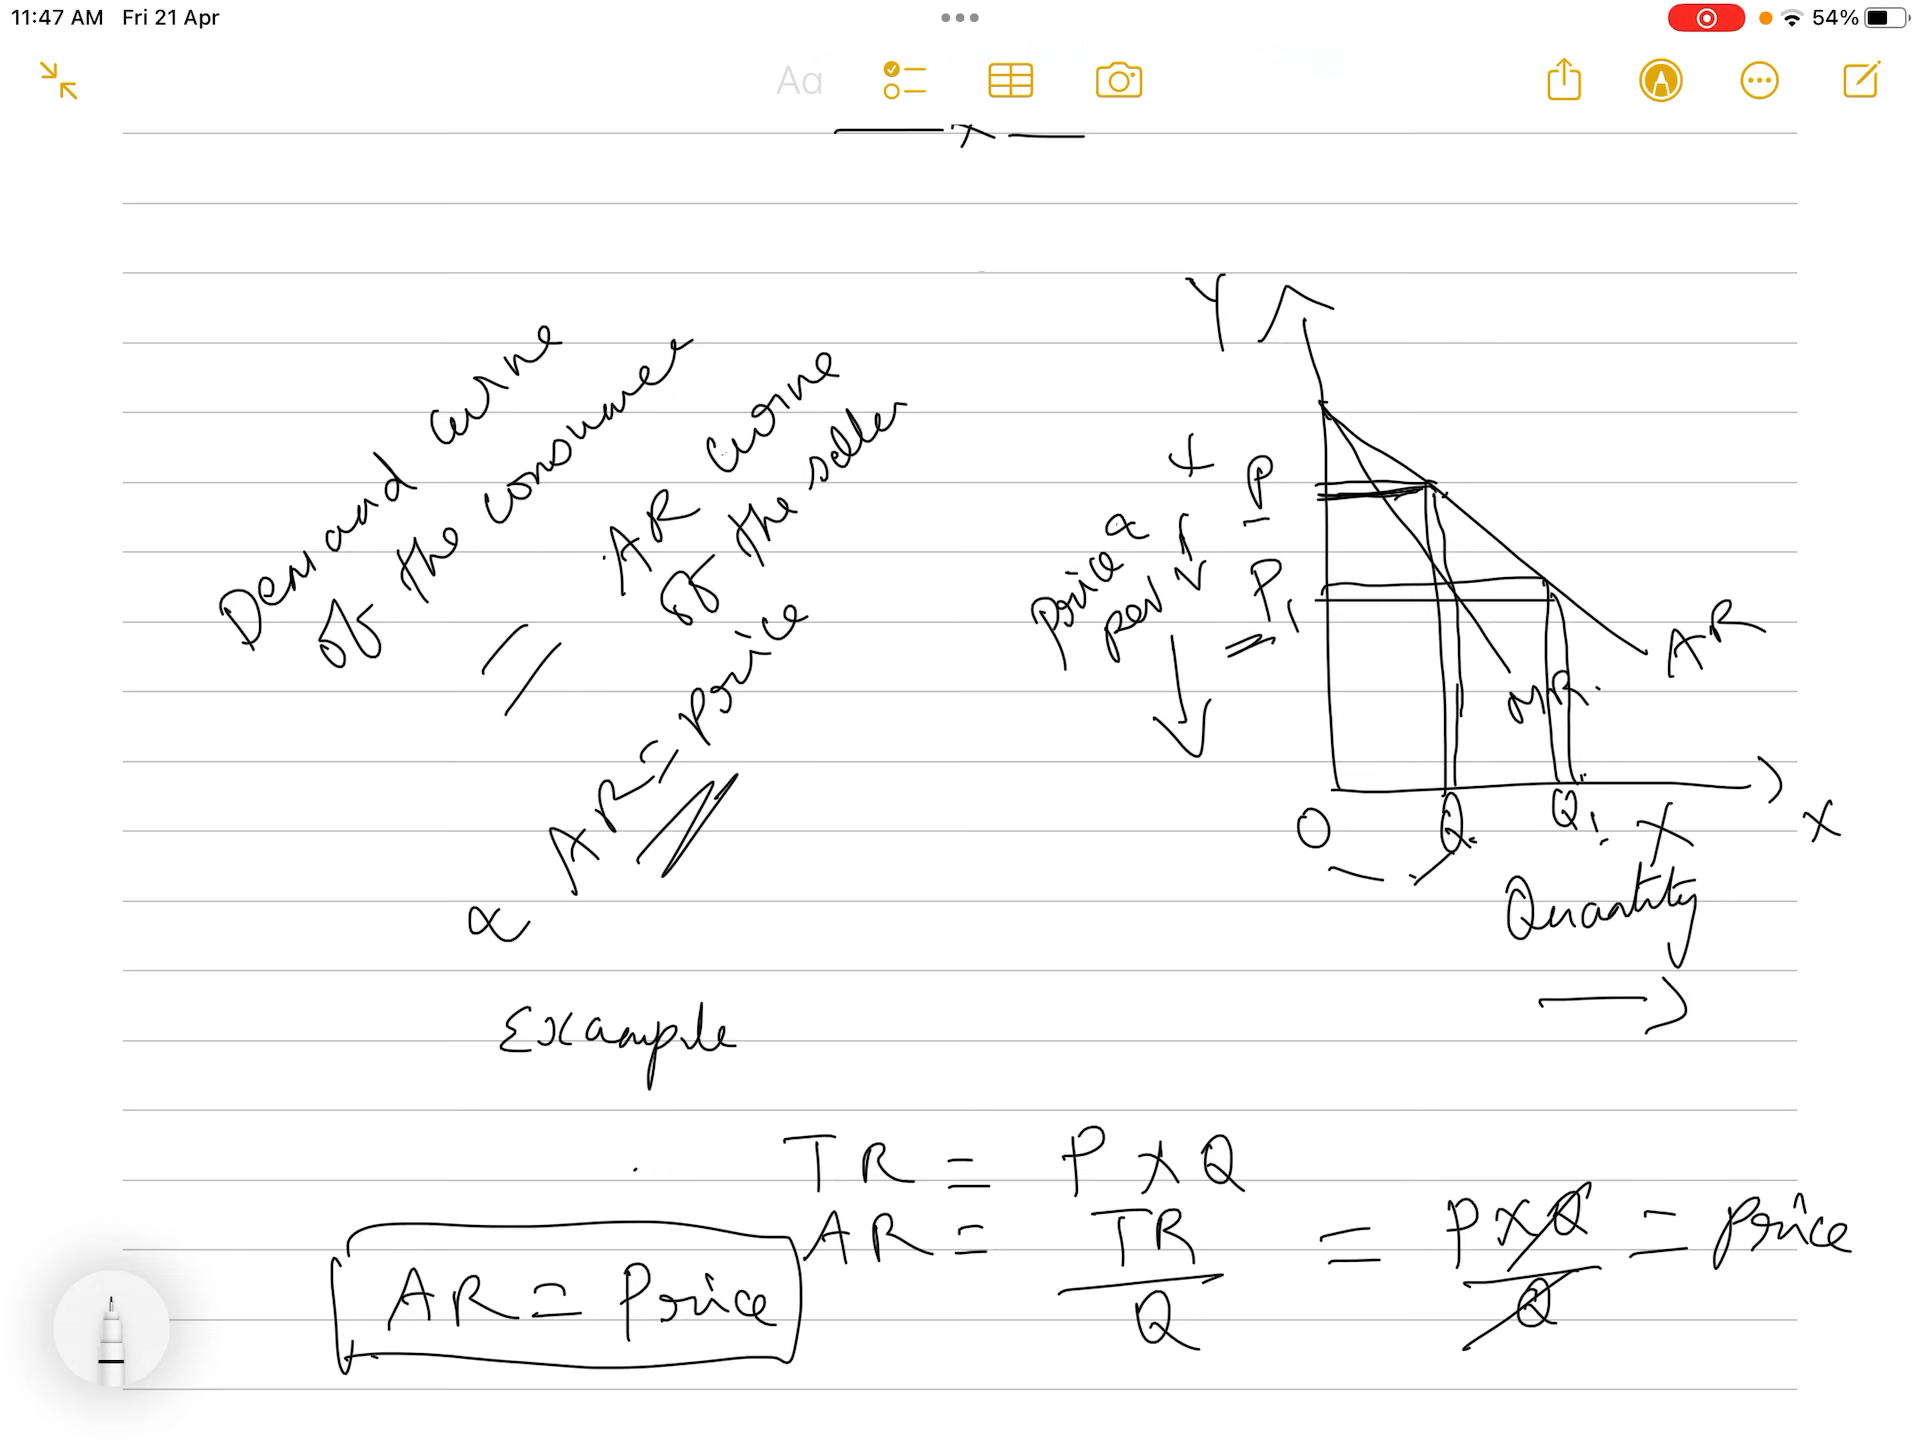 11:47 AM Fri 21 Apr
54%
Aa
Demand curve
of the consumer
=
AR curve
of the seller
AR = price
Example
Y
Price
per
P
P1
AR
MR.
O
Q
Q1
X
X
Quantity
TR = P x Q
AR = TR/Q = P x Q/Q = price
AR = Price